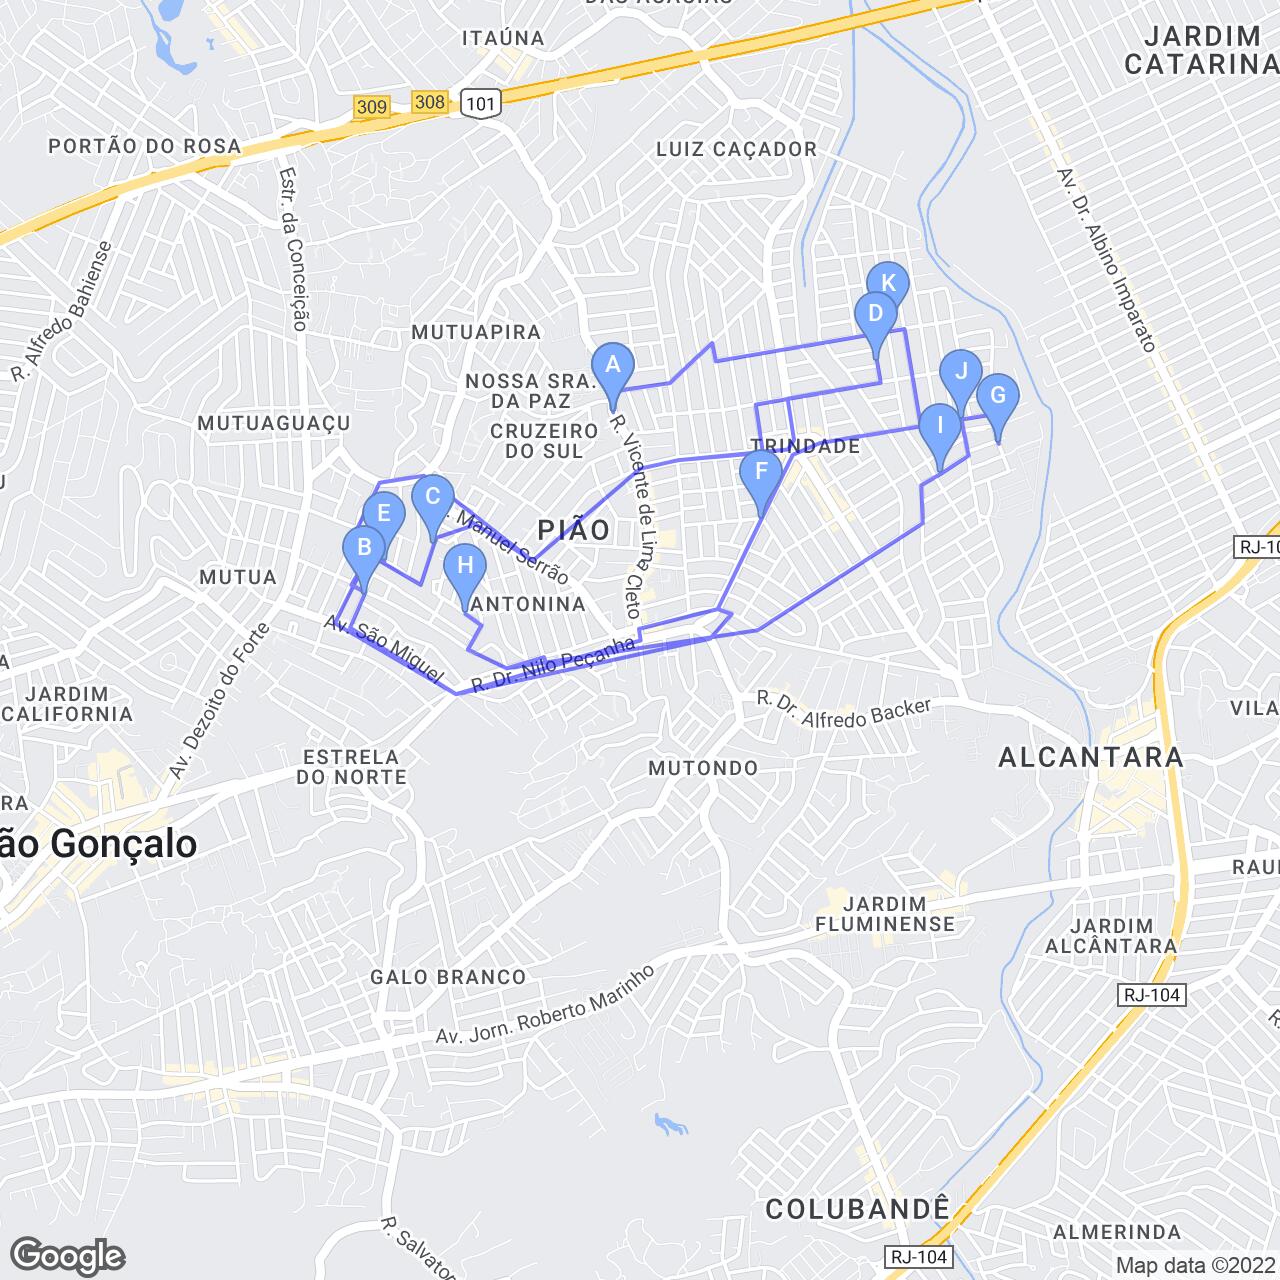 DAS ACACIAS
ITAÚNA
JARDIM
CATARINA
309
308
101
PORTÃO DO ROSA
LUIZ CAÇADOR
Estr. da Conceição
Av. Dr. Albino Imparato
R. Alfredo Bahiense
K
D
MUTUAPIRA
A
J
G
NOSSA SRA.
DA PAZ
MUTUAGUAÇU
CRUZEIRO
DO SUL
R. Vicente de Lima Cleto
I
TRINDADE
F
C
E
Manuel Serrão
PIÃO
B
H
RJ-10
MUTUA
ANTONINA
Av. São Miguel
R. Dr. Nilo Peçanha
Av. Dezoito do Forte
JARDIM
CALIFORNIA
R. Dr. Alfredo Backer
VILA
ESTRELA
DO NORTE
MUTONDO
ALCANTARA
RA
ão Gonçalo
RAUL
JARDIM
FLUMINENSE
JARDIM
ALCÂNTARA
GALO BRANCO
RJ-104
Av. Jorn. Roberto Marinho
COLUBANDÊ
ALMERINDA
R. Salvato
RJ-104
Google
Map data ©2022